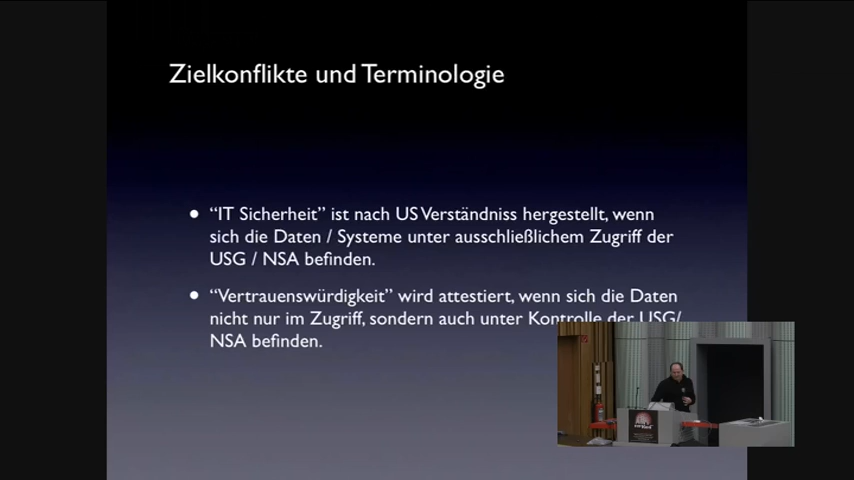 Zielkonflikte und Terminologie
• “IT Sicherheit” ist nach US Verständniss hergestellt, wenn
sich die Daten / Systeme unter ausschließlichem Zugriff der
USG / NSA befinden.
• “Vertrauenswürdigkeit” wird attestiert, wenn sich die Daten
nicht nur im Zugriff, sondern auch unter Kontrolle der USG/
NSA befinden.